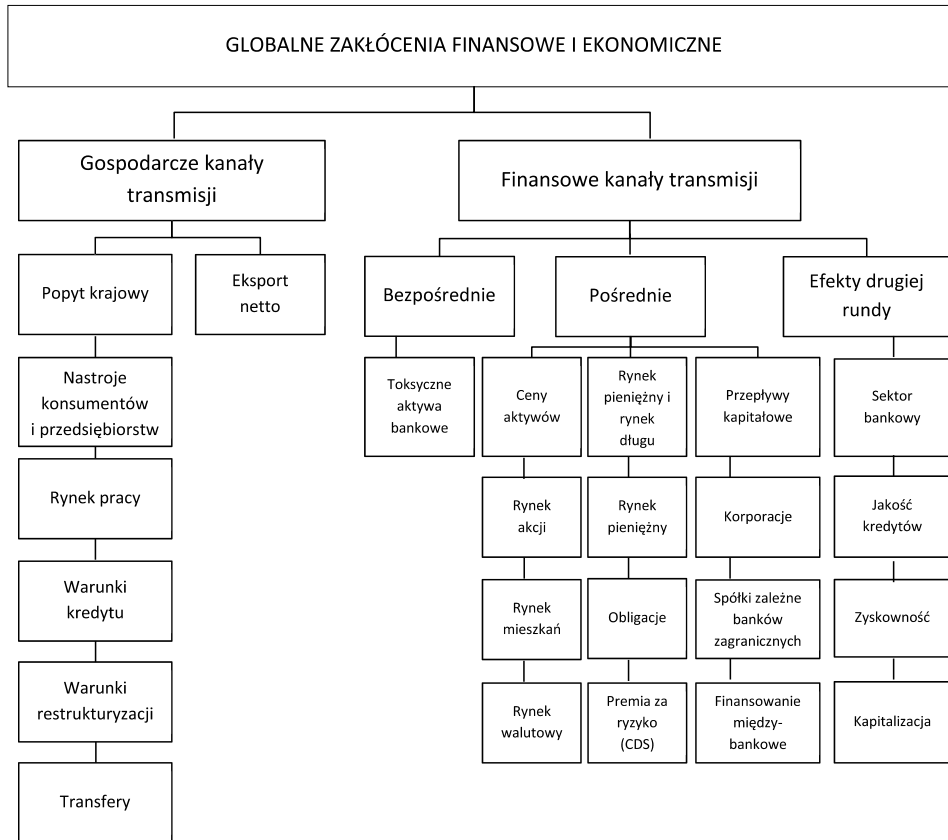 GLOBALNE ZAKŁÓCENIA FINANSOWE I EKONOMICZNE
Gospodarcze kanały
transmisji
Finansowe kanały transmisji
Popyt krajowy
Eksport
netto
Bezpośrednie
Pośrednie
Efekty drugiej
rundy
Nastroje
konsumentów
i przedsiębiorstw
Toksyczne
aktywa
bankowe
Ceny
aktywów
Rynek
pieniężny i
rynek
długu
Przepływy
kapitałowe
Sektor
bankowy
Rynek pracy
Rynek
akcji
Rynek
pieniężny
Korporacje
Jakość
kredytów
Warunki
kredytu
Rynek
mieszkań
Obligacje
Spółki zależne
banków
zagranicznych
Zyskowność
Warunki
restrukturyzacji
Rynek
walutowy
Premia za
ryzyko
(CDS)
Finansowanie
między-
bankowe
Kapitalizacja
Transfery